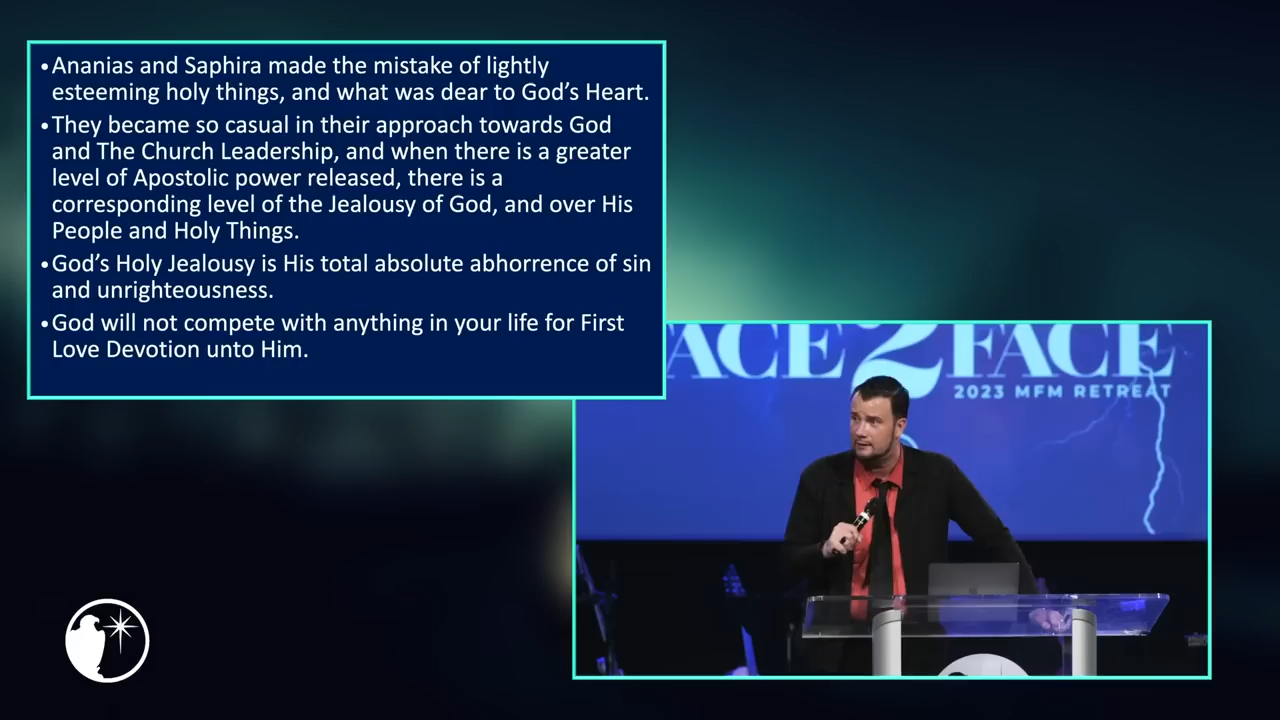 •Ananias and Saphira made the mistake of lightly
esteeming holy things, and what was dear to God’s Heart.
•They became so casual in their approach towards God
and The Church Leadership, and when there is a greater
level of Apostolic power released, there is a
corresponding level of the Jealousy of God, and over His
People and Holy Things.
•God’s Holy Jealousy is His total absolute abhorrence of sin
and unrighteousness.
•God will not compete with anything in your life for First
Love Devotion unto Him.
ACE 2 FACE
2023 MFM RETREAT